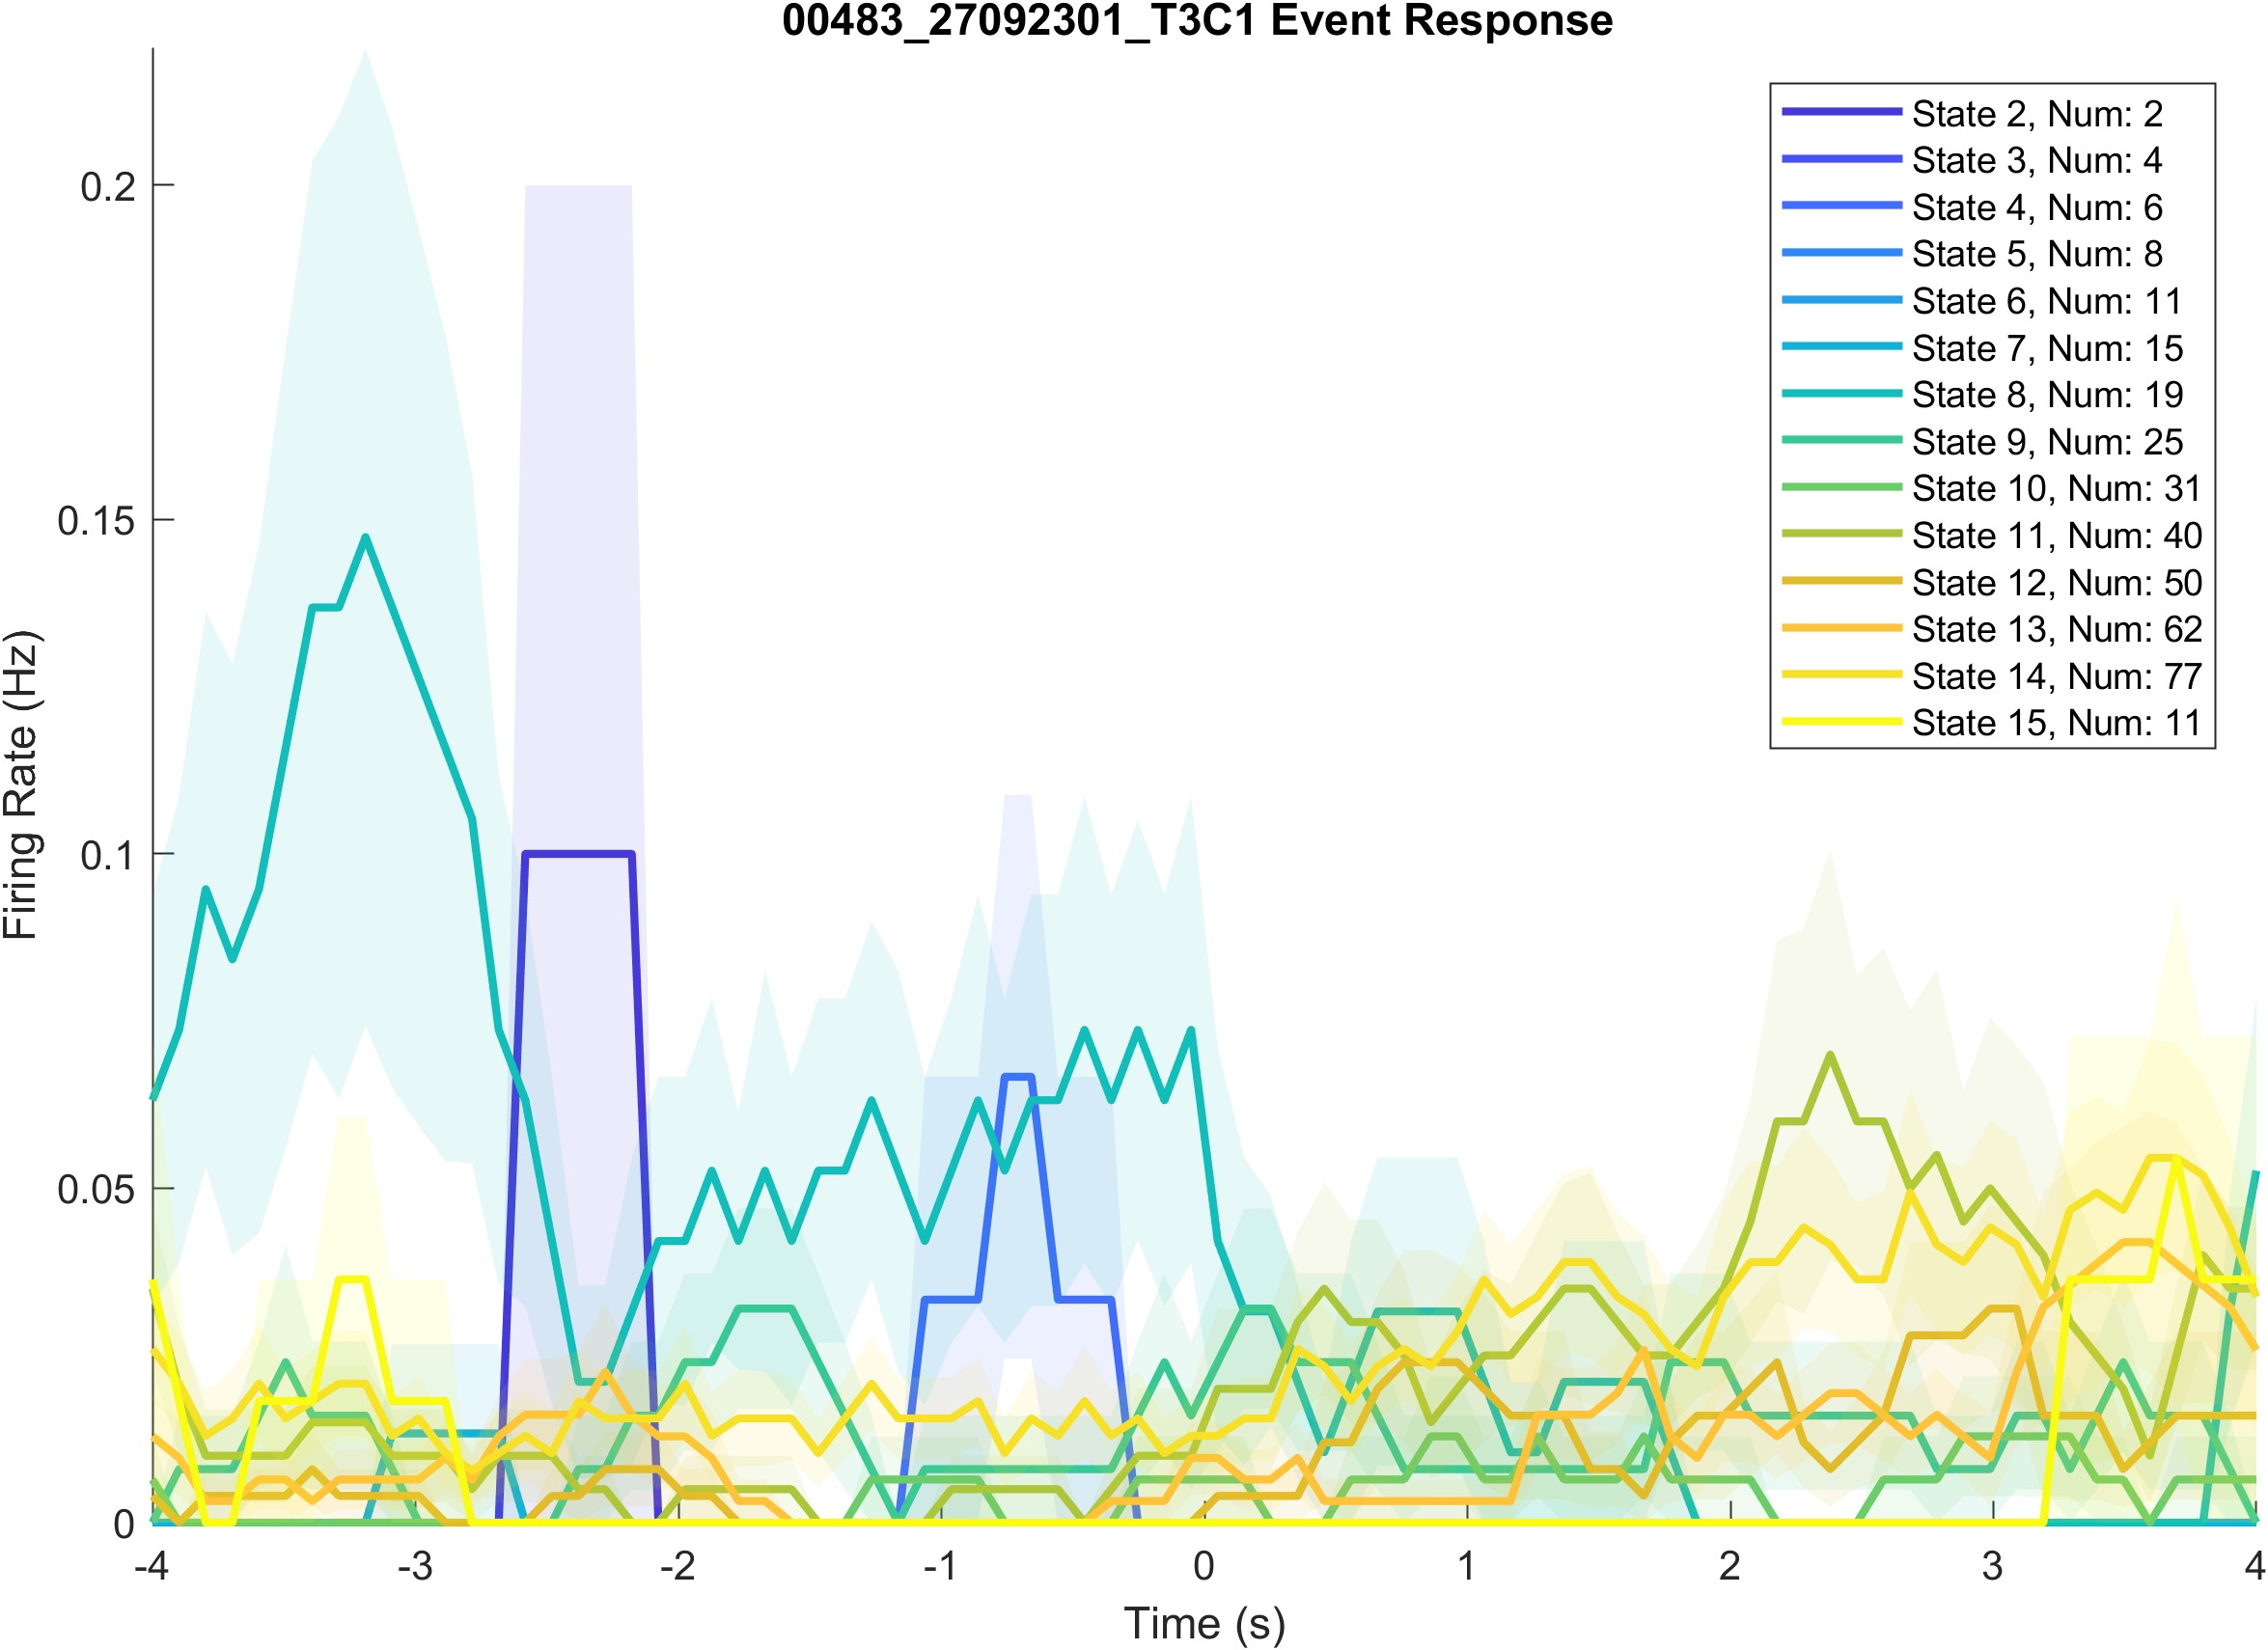 00483_27092301_T3C1 Event Response
Firing Rate (Hz)
0.2
0.15
0.1
0.05
0
State 2, Num: 2
State 3, Num: 4
State 4, Num: 6
State 5, Num: 8
State 6, Num: 11
State 7, Num: 15
State 8, Num: 19
State 9, Num: 25
State 10, Num: 31
State 11, Num: 40
State 12, Num: 50
State 13, Num: 62
State 14, Num: 77
State 15, Num: 11
-4 -3 -2 -1 0 1 2 3 4
Time (s)